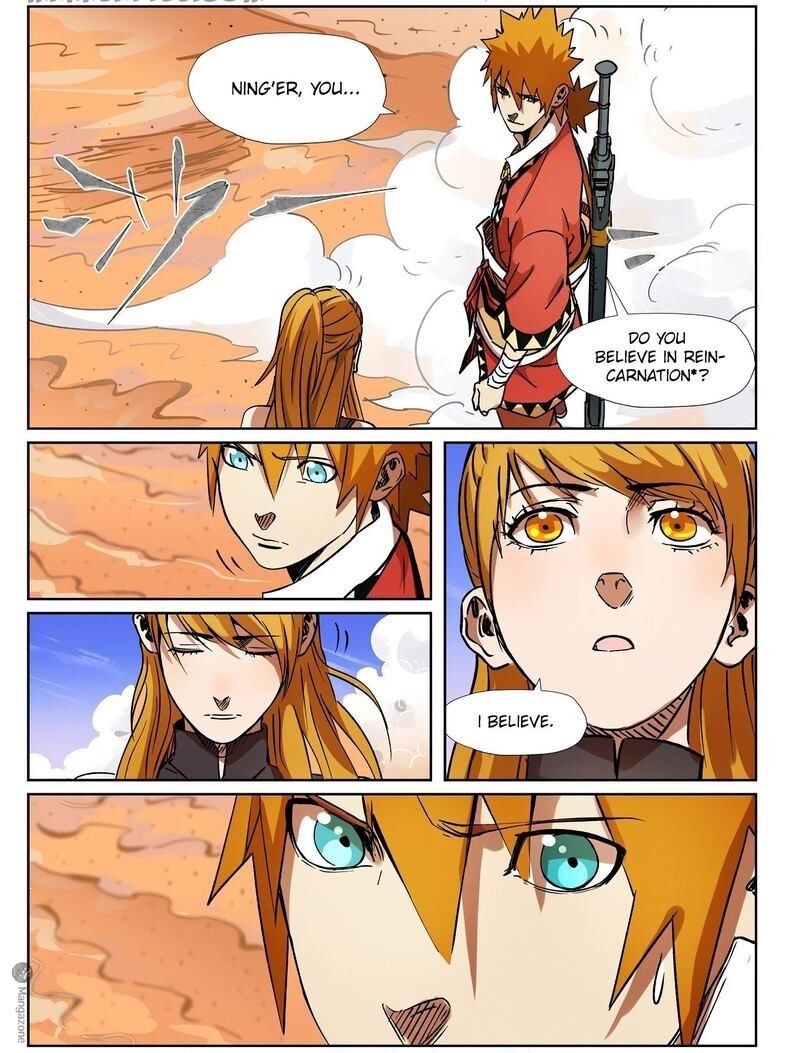 NING'ER, YOU...
DO YOU
BELIEVE IN REIN-
CARNATION*?
I BELIEVE.
Mangazone